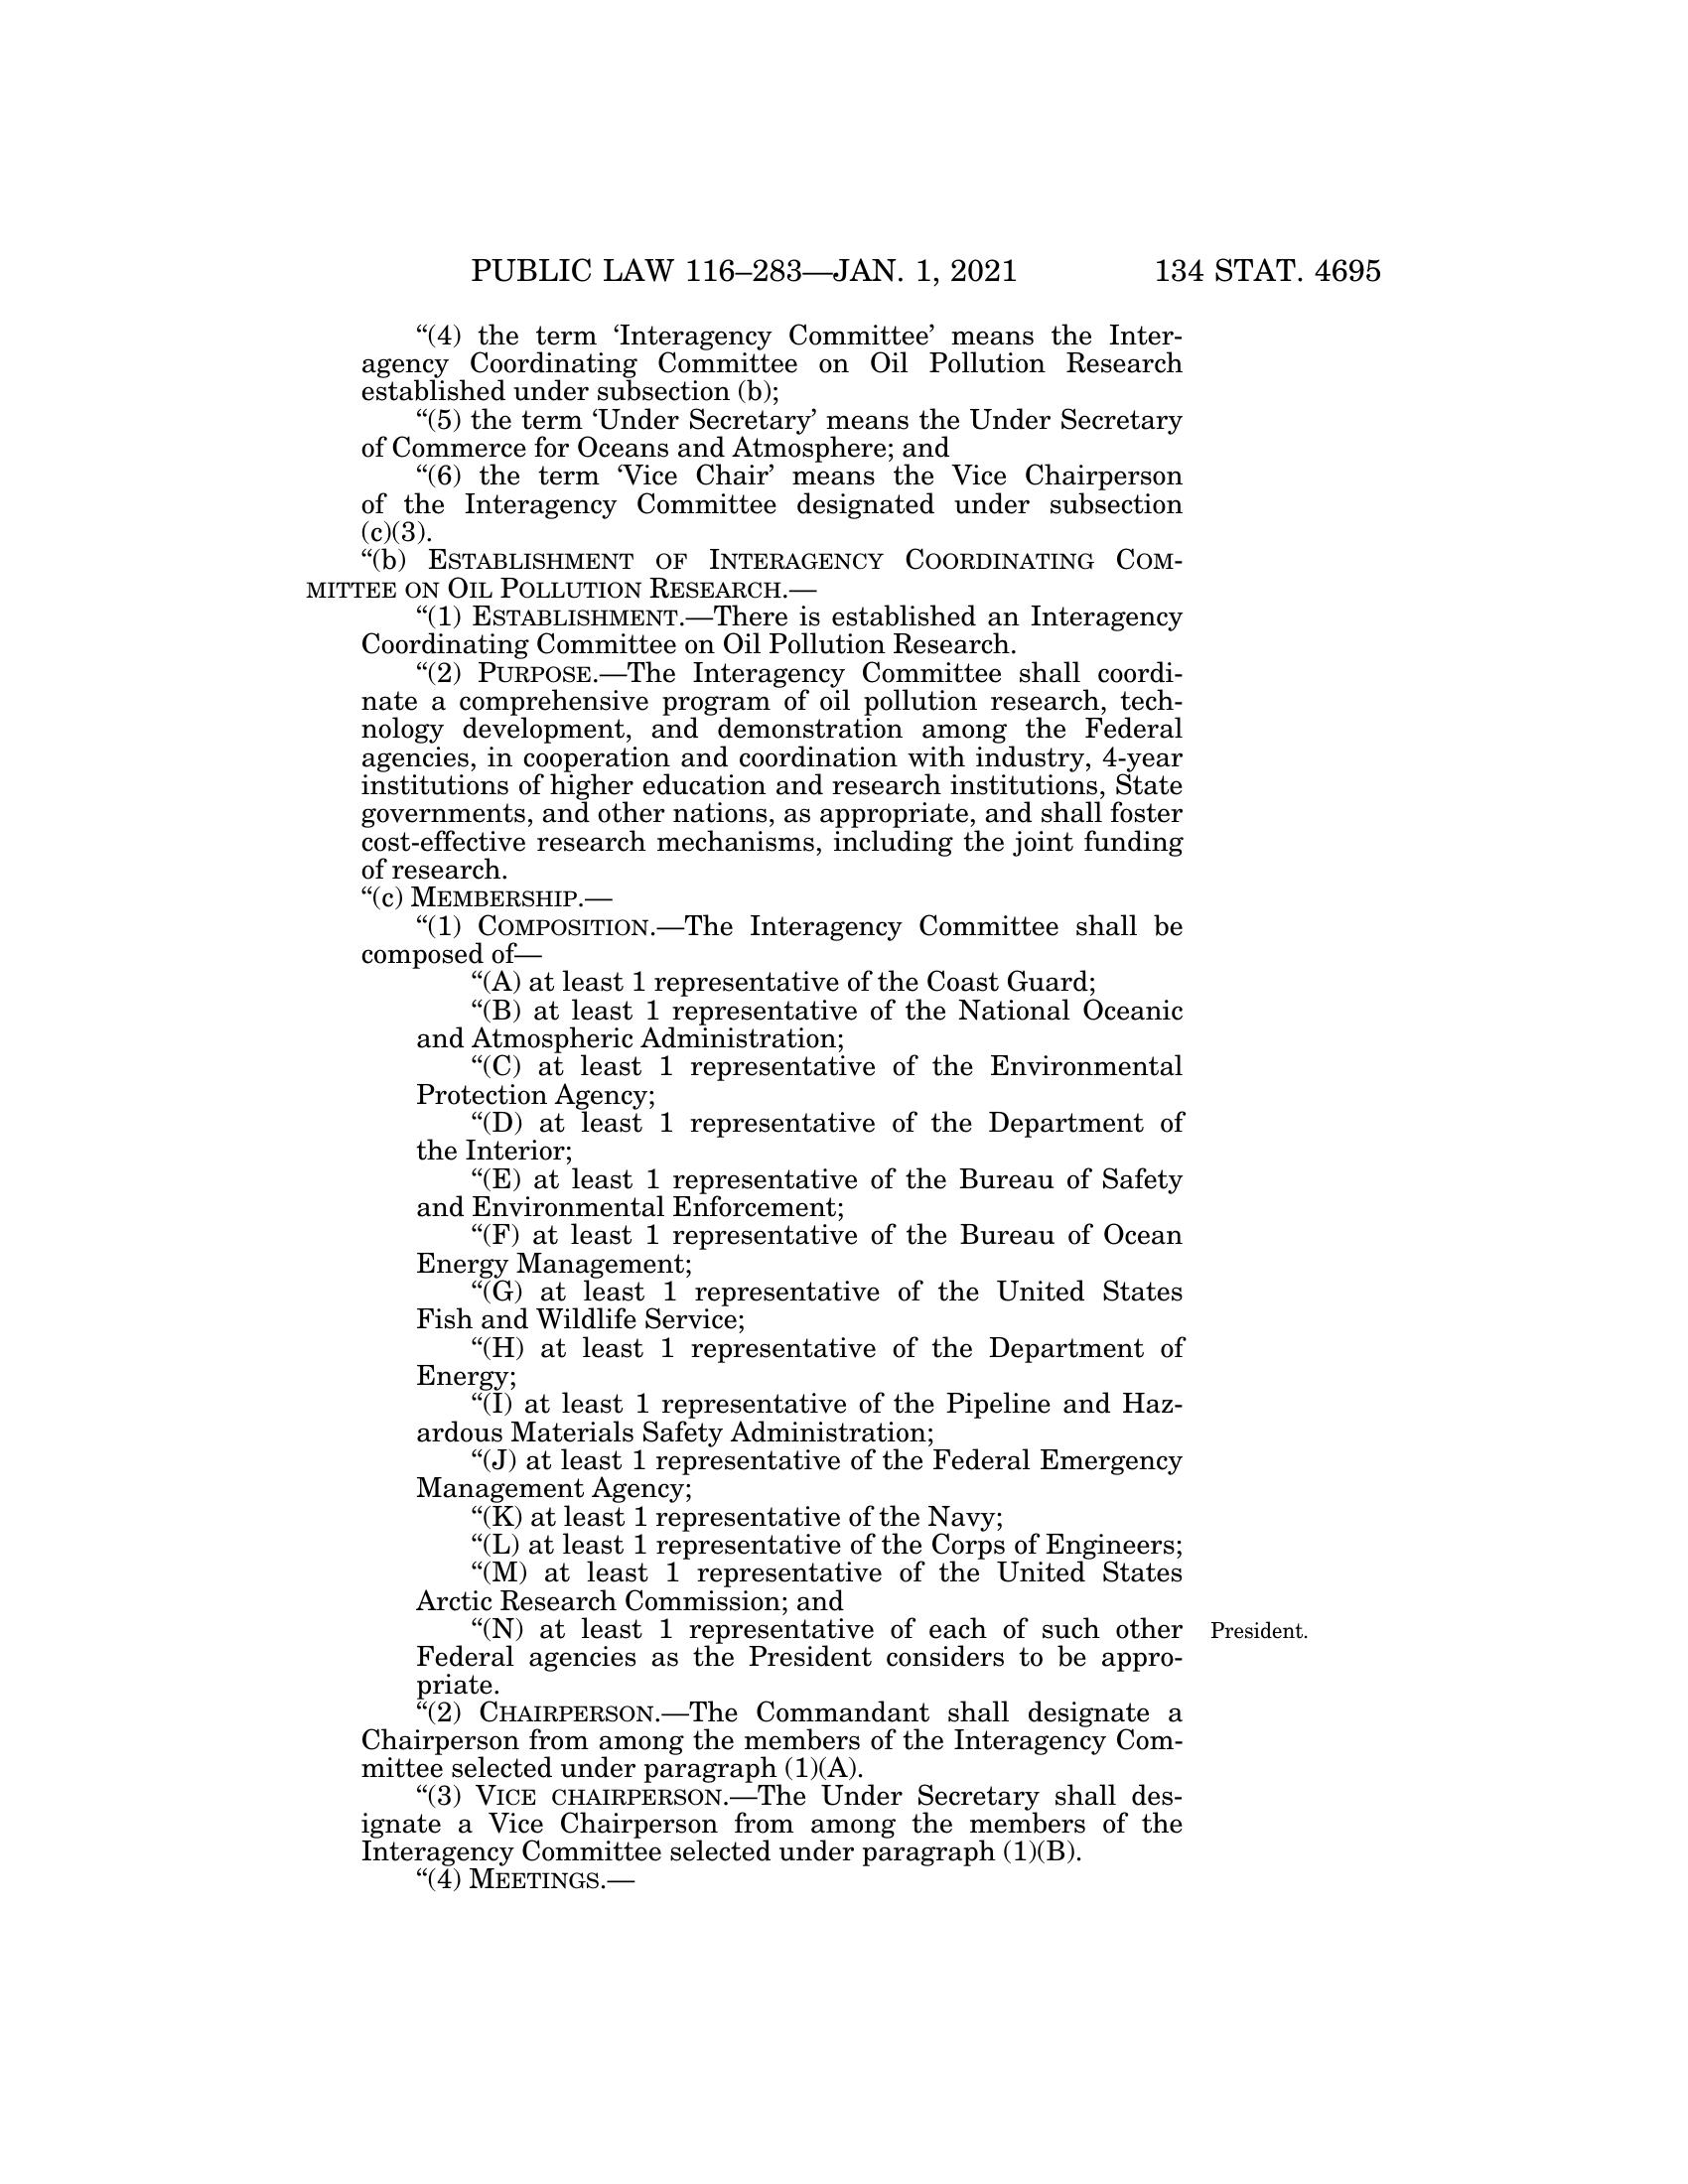 PUBLIC LAW 116–283—JAN. 1, 2021 134 STAT. 4695
“(4) the term ‘Interagency Committee’ means the Inter-
agency Coordinating Committee on Oil Pollution Research
established under subsection (b);
“(5) the term ‘Under Secretary’ means the Under Secretary
of Commerce for Oceans and Atmosphere; and
“(6) the term ‘Vice Chair’ means the Vice Chairperson
of the Interagency Committee designated under subsection
(c)(3).
“(b) ESTABLISHMENT OF INTERAGENCY COORDINATING COM-
MITTEE ON OIL POLLUTION RESEARCH.—
“(1) ESTABLISHMENT.—There is established an Interagency
Coordinating Committee on Oil Pollution Research.
“(2) PURPOSE.—The Interagency Committee shall coordi-
nate a comprehensive program of oil pollution research, tech-
nology development, and demonstration among the Federal
agencies, in cooperation and coordination with industry, 4-year
institutions of higher education and research institutions, State
governments, and other nations, as appropriate, and shall foster
cost-effective research mechanisms, including the joint funding
of research.
“(c) MEMBERSHIP.—
“(1) COMPOSITION.—The Interagency Committee shall be
composed of—
“(A) at least 1 representative of the Coast Guard;
“(B) at least 1 representative of the National Oceanic
and Atmospheric Administration;
“(C) at least 1 representative of the Environmental
Protection Agency;
“(D) at least 1 representative of the Department of
the Interior;
“(E) at least 1 representative of the Bureau of Safety
and Environmental Enforcement;
“(F) at least 1 representative of the Bureau of Ocean
Energy Management;
“(G) at least 1 representative of the United States
Fish and Wildlife Service;
“(H) at least 1 representative of the Department of
Energy;
“(I) at least 1 representative of the Pipeline and Haz-
ardous Materials Safety Administration;
“(J) at least 1 representative of the Federal Emergency
Management Agency;
“(K) at least 1 representative of the Navy;
“(L) at least 1 representative of the Corps of Engineers;
“(M) at least 1 representative of the United States
Arctic Research Commission; and
“(N) at least 1 representative of each of such other President.
Federal agencies as the President considers to be appro-
priate.
“(2) CHAIRPERSON.—The Commandant shall designate a
Chairperson from among the members of the Interagency Com-
mittee selected under paragraph (1)(A).
“(3) VICE CHAIRPERSON.—The Under Secretary shall des-
ignate a Vice Chairperson from among the members of the
Interagency Committee selected under paragraph (1)(B).
“(4) MEETINGS.—